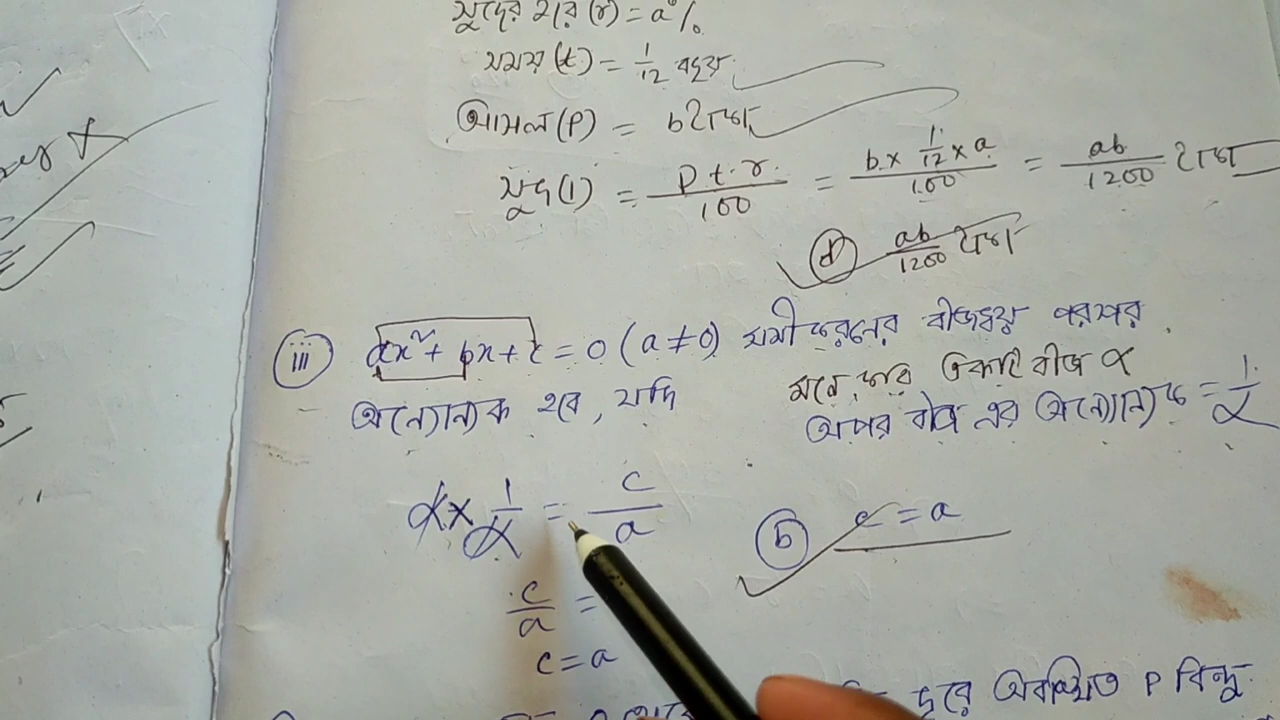 সুদের হার (r) = a%
সময় (t) = 1/12 বছর
আসল (P) = b টাকা
সুদ (I) = P.t.r./100 = b × 1/12 × a/100 = ab/1200 টাকা
(d) ab/1200 টাকা
(iii) ax² + bx + c = 0 (a ≠ 0) সমীকরণের বীজদ্বয় পরস্পর
অন্যোন্যক হবে, যদি
মনে করি একটি বীজ α
অপর বীজ এর অন্যোন্যক = 1/α
α × 1/α = c/a
(b) c = a
c/a =
c = a
দূরে অবস্থিত P বিন্দু